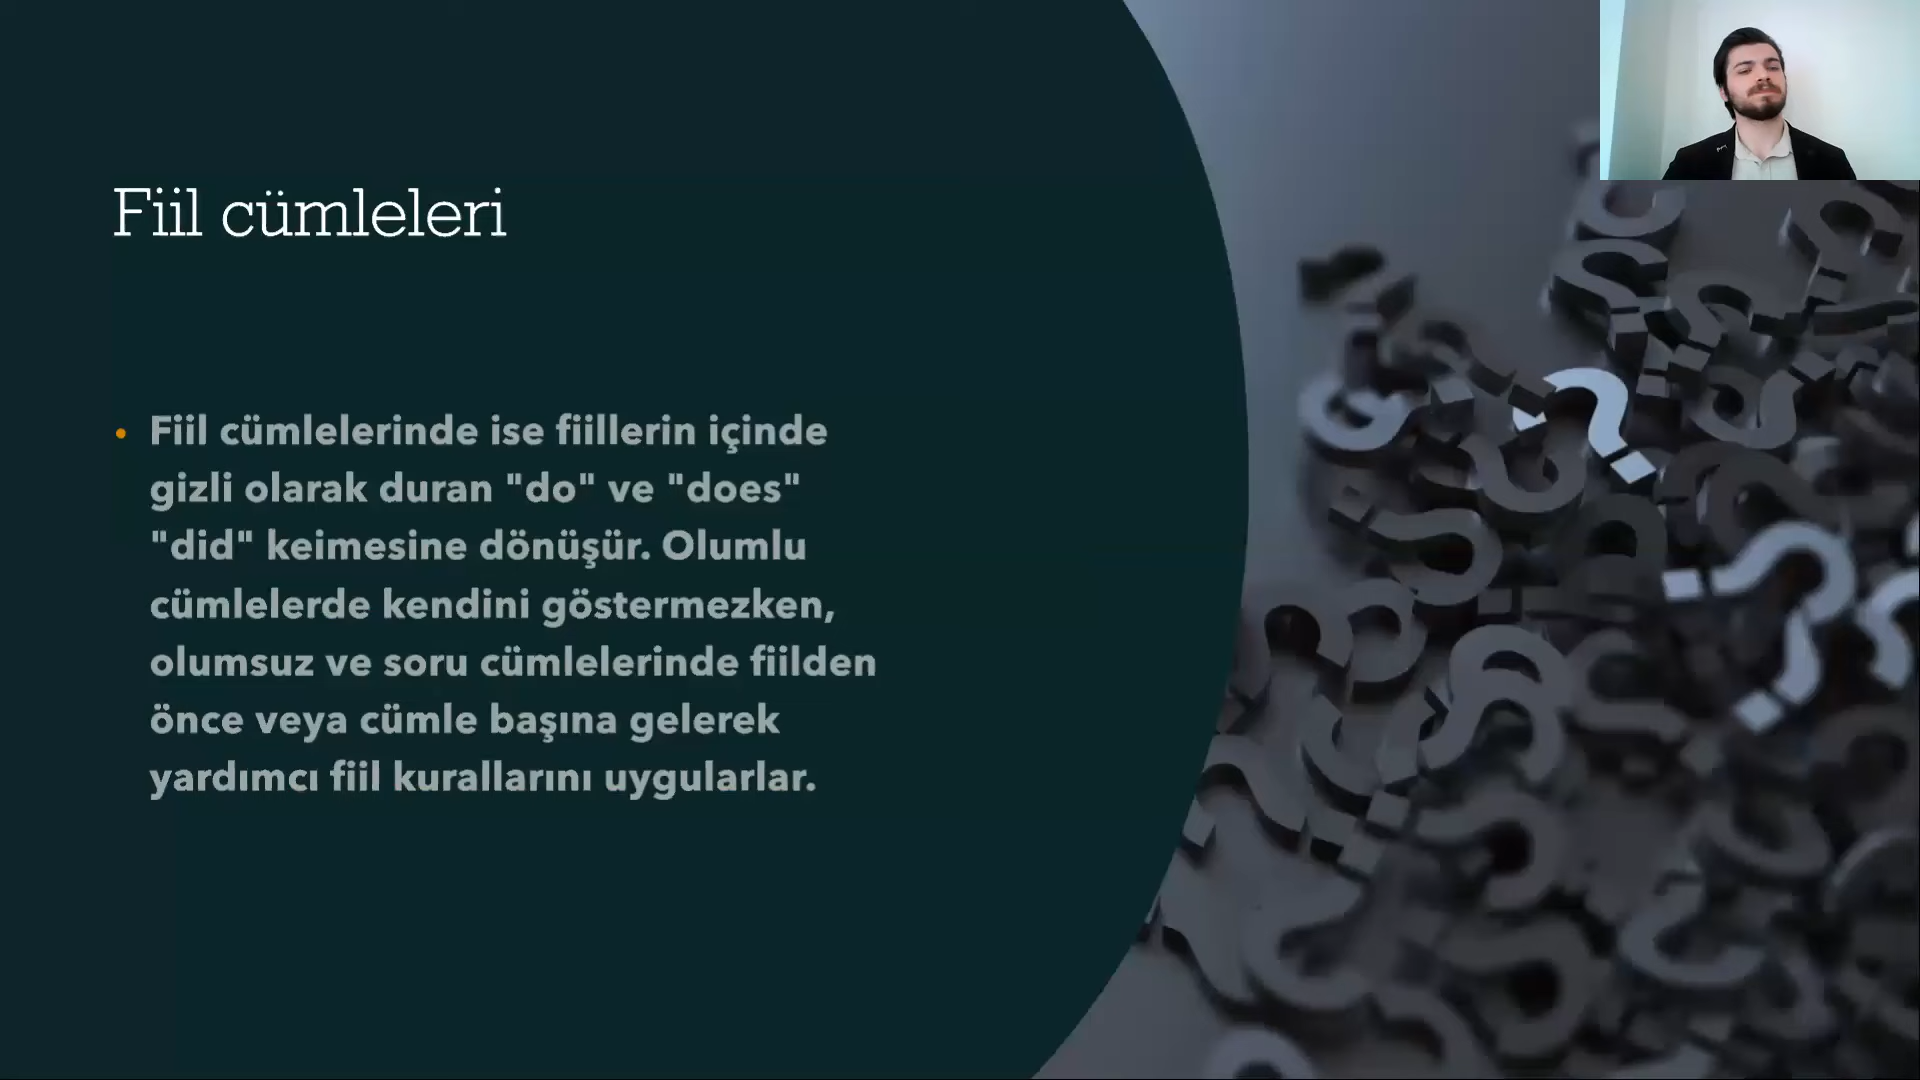 Fiil cümleleri
• Fiil cümlelerinde ise fiillerin içinde
gizli olarak duran "do" ve "does"
"did" keimesine dönüşür. Olumlu
cümlelerde kendini göstermezken,
olumsuz ve soru cümlelerinde fiilden
önce veya cümle başına gelerek
yardımcı fiil kurallarını uygularlar.